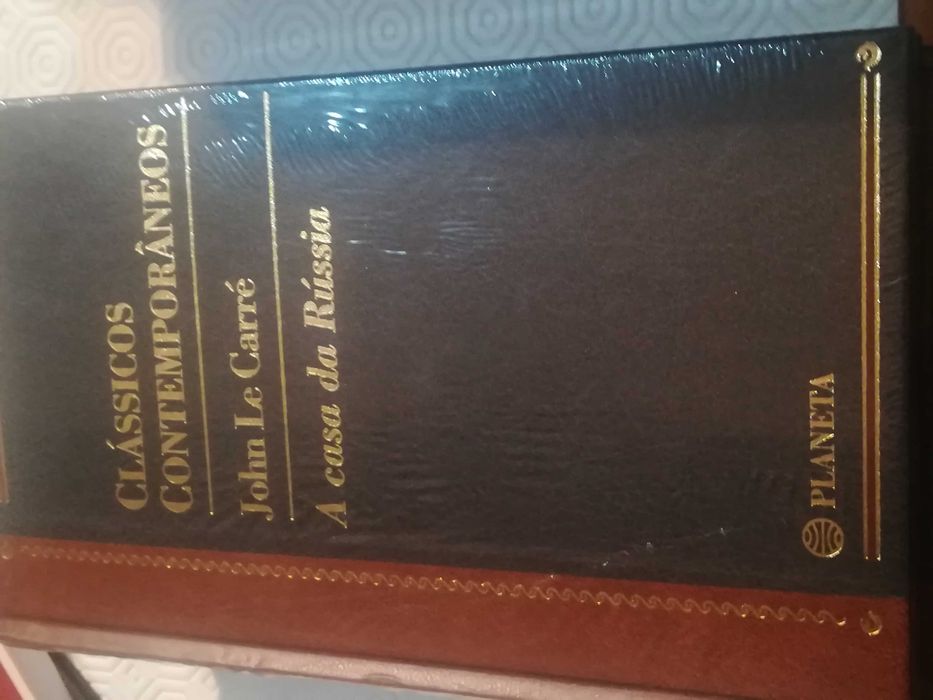 CLÁSSICOS
CONTEMPORÂNEOS
John Le Carré
A casa da Rússia
PLANETA